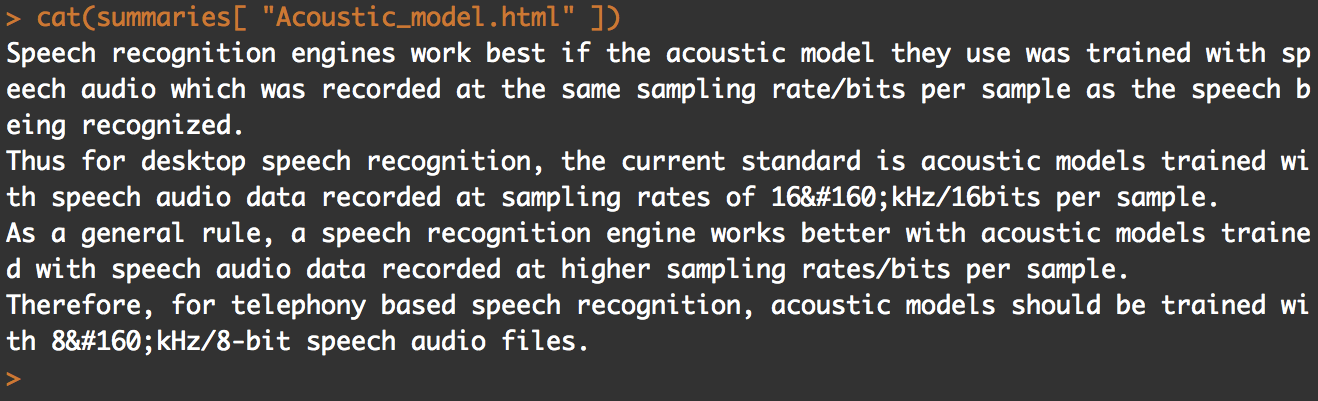 > cat(summaries[ "Acoustic_model.html" ])
Speech recognition engines work best if the acoustic model they use was trained with sp
eech audio which was recorded at the same sampling rate/bits per sample as the speech b
eing recognized.
Thus for desktop speech recognition, the current standard is acoustic models trained wi
th speech audio data recorded at sampling rates of 16&#160;kHz/16bits per sample.
As a general rule, a speech recognition engine works better with acoustic models traine
d with speech audio data recorded at higher sampling rates/bits per sample.
Therefore, for telephony based speech recognition, acoustic models should be trained wi
th 8&#160;kHz/8-bit speech audio files.
>